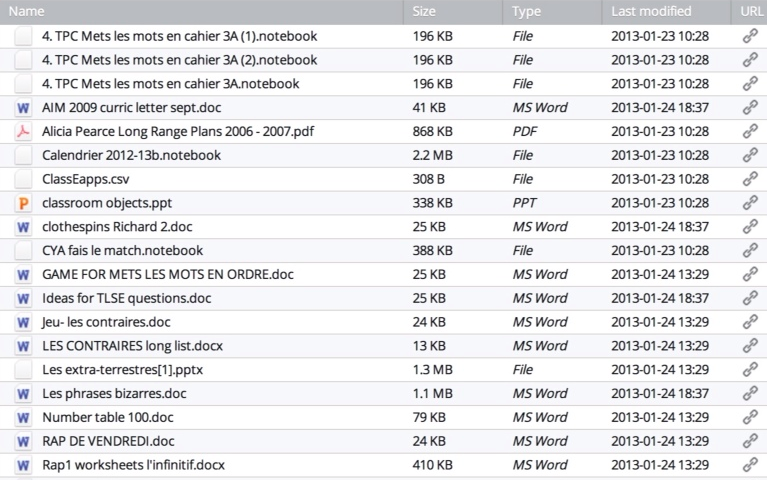 Name Size Type Last modified URL
4. TPC Mets les mots en cahier 3A (1).notebook 196 KB File 2013-01-23 10:28
4. TPC Mets les mots en cahier 3A (2).notebook 196 KB File 2013-01-23 10:28
4. TPC Mets les mots en cahier 3A.notebook 196 KB File 2013-01-23 10:28
W AIM 2009 curric letter sept.doc 41 KB MS Word 2013-01-24 18:37
Alicia Pearce Long Range Plans 2006 - 2007.pdf 868 KB PDF 2013-01-23 10:28
Calendrier 2012-13b.notebook 2.2 MB File 2013-01-23 10:28
ClassEapps.csv 308 B File 2013-01-23 10:28
P classroom objects.ppt 338 KB PPT 2013-01-23 10:28
W clothespins Richard 2.doc 25 KB MS Word 2013-01-24 18:37
CYA fais le match.notebook 388 KB File 2013-01-23 10:28
W GAME FOR METS LES MOTS EN ORDRE.doc 25 KB MS Word 2013-01-24 13:29
W Ideas for TLSE questions.doc 25 KB MS Word 2013-01-24 18:37
W Jeu- les contraires.doc 24 KB MS Word 2013-01-24 13:29
W LES CONTRAIRES long list.docx 13 KB MS Word 2013-01-24 13:29
Les extra-terrestres[1].pptx 1.3 MB File 2013-01-24 13:29
W Les phrases bizarres.doc 1.1 MB MS Word 2013-01-24 18:37
W Number table 100.doc 79 KB MS Word 2013-01-24 13:29
W RAP DE VENDREDI.doc 24 KB MS Word 2013-01-24 13:29
W Rap1 worksheets l'infinitif.docx 410 KB MS Word 2013-01-24 13:29